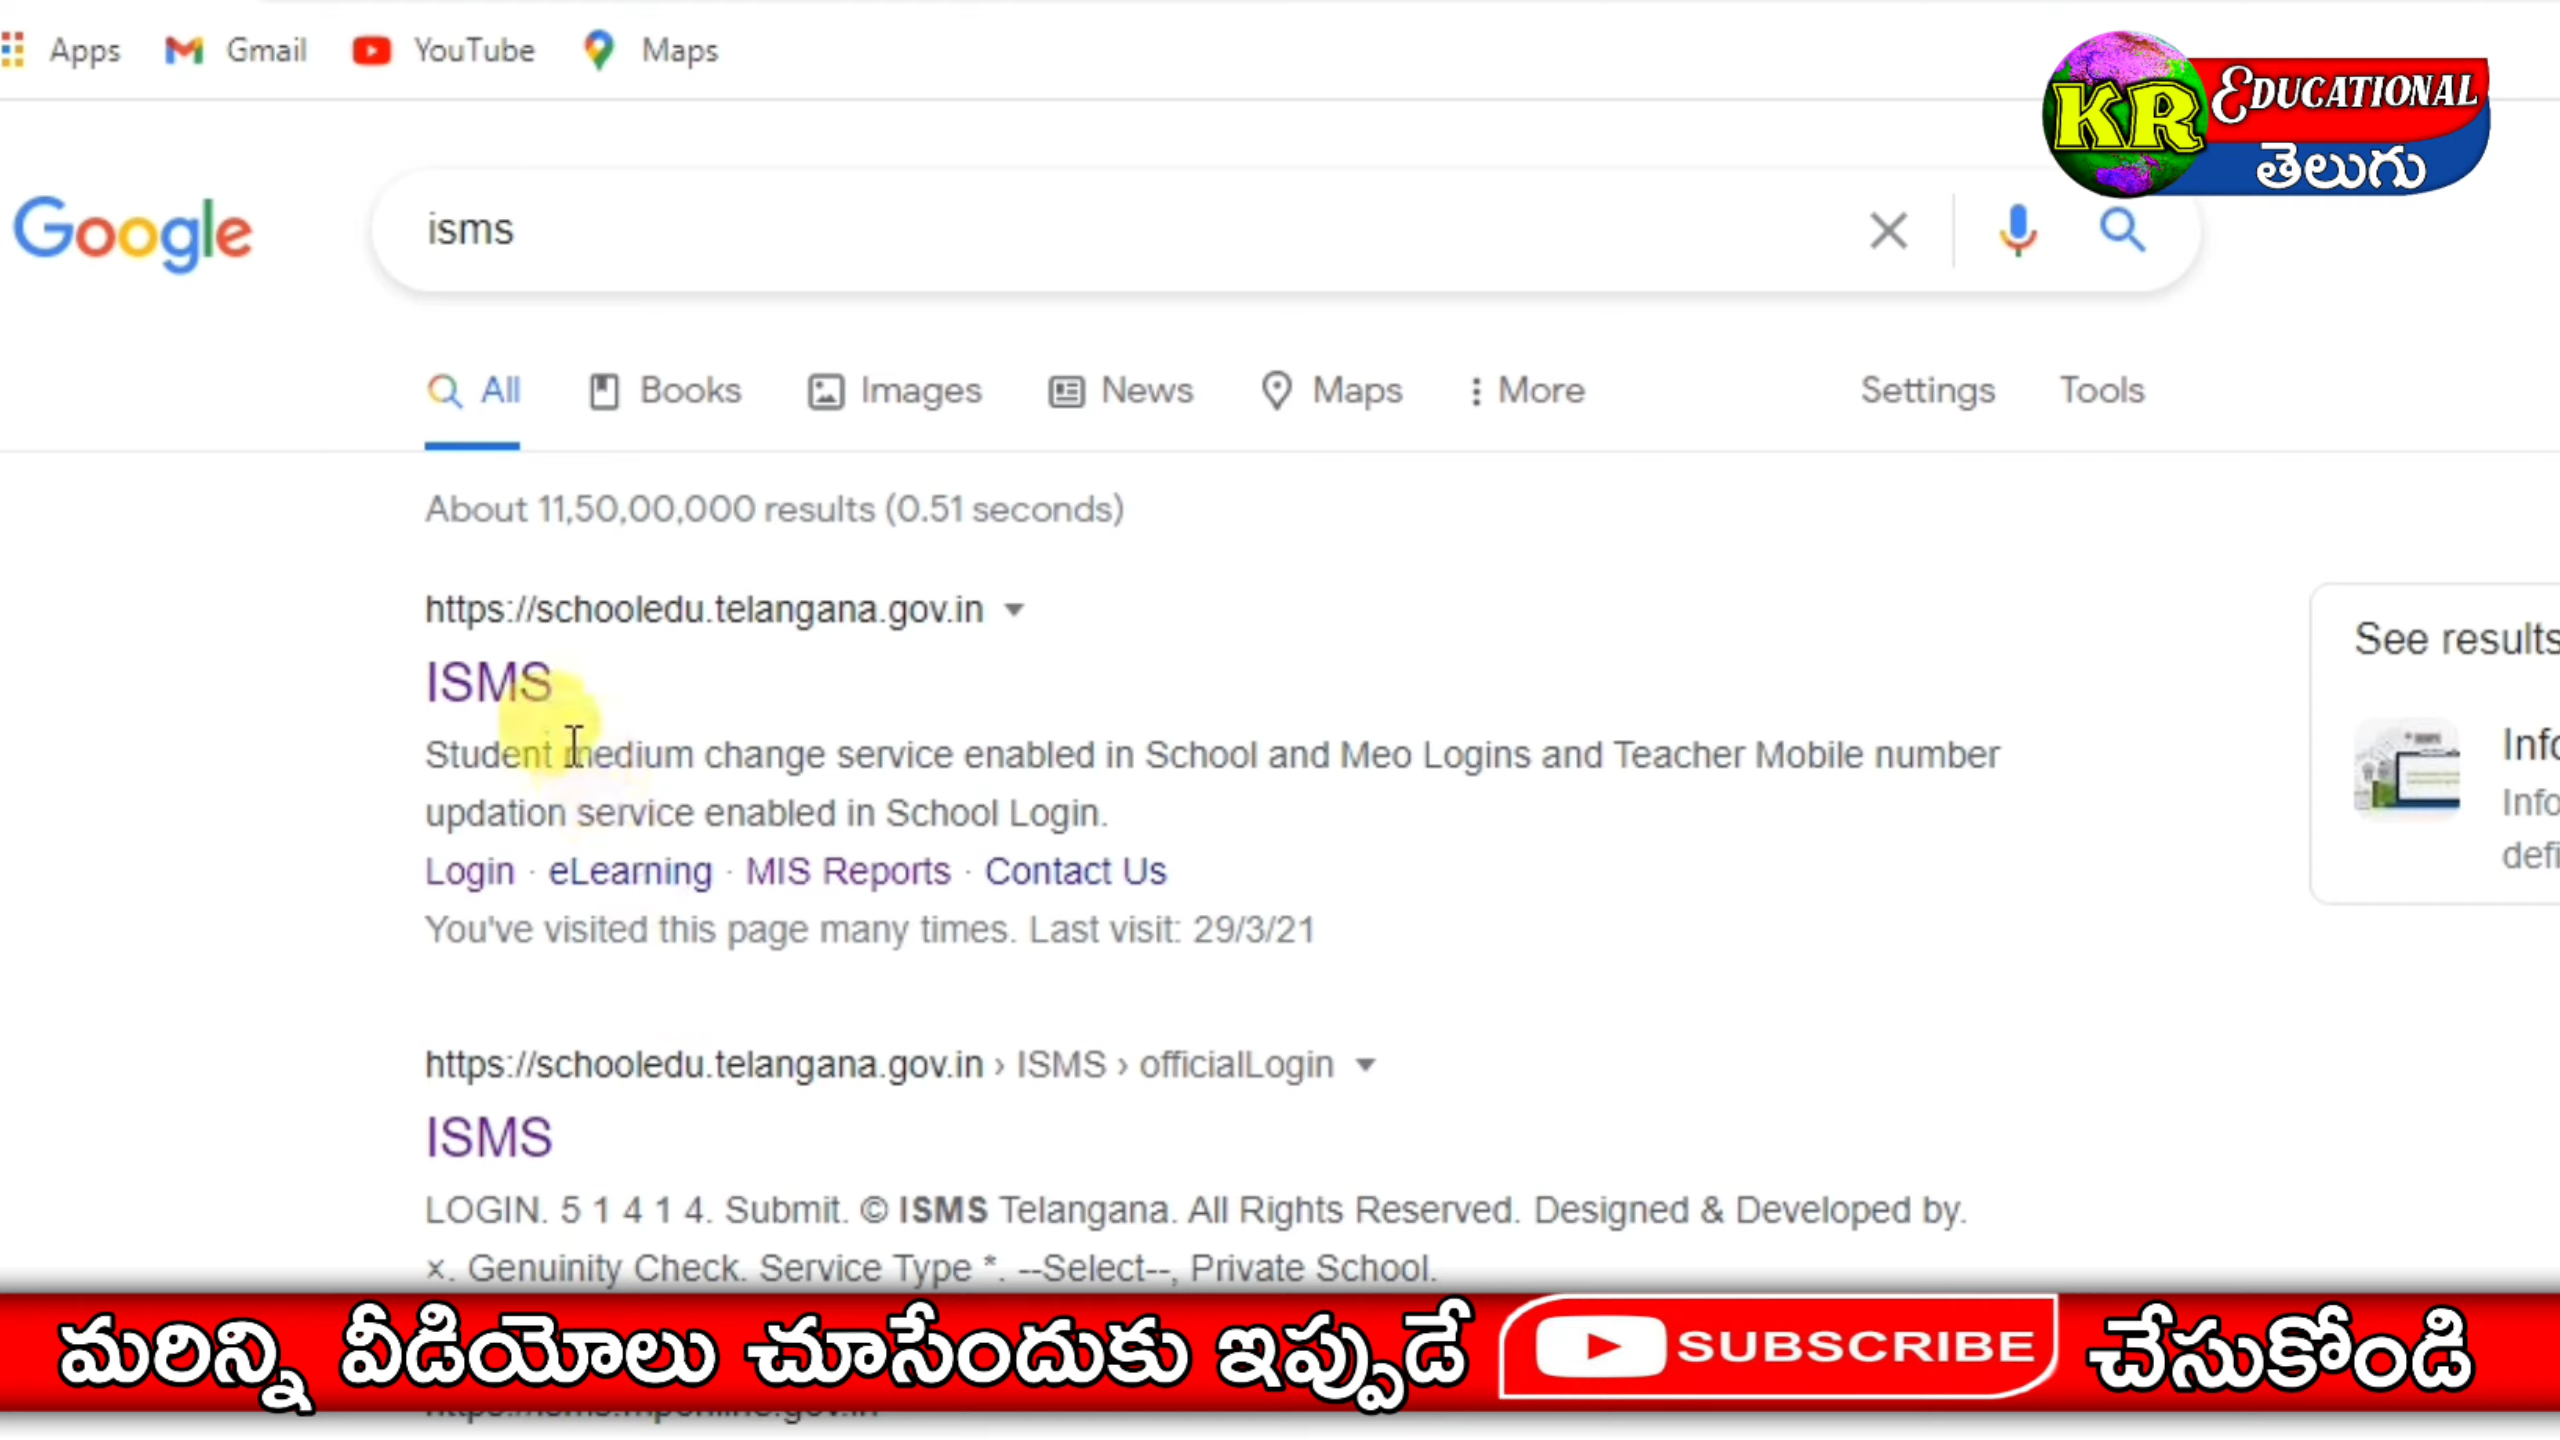 Apps Gmail YouTube Maps
KR EDUCATIONAL
తెలుగు
Google
isms
All Books Images News Maps More Settings Tools
About 11,50,00,000 results (0.51 seconds)
https://schooledu.telangana.gov.in
ISMS
Student medium change service enabled in School and Meo Logins and Teacher Mobile number
updation service enabled in School Login.
Login · eLearning · MIS Reports · Contact Us
You've visited this page many times. Last visit: 29/3/21
See results
https://schooledu.telangana.gov.in › ISMS › officialLogin
ISMS
LOGIN. 5 1 4 1 4. Submit. © ISMS Telangana. All Rights Reserved. Designed & Developed by.
×. Genuinity Check. Service Type *. --Select--, Private School.
మరిన్ని వీడియోలు చూసేందుకు ఇప్పుడే SUBSCRIBE చేసుకోండి